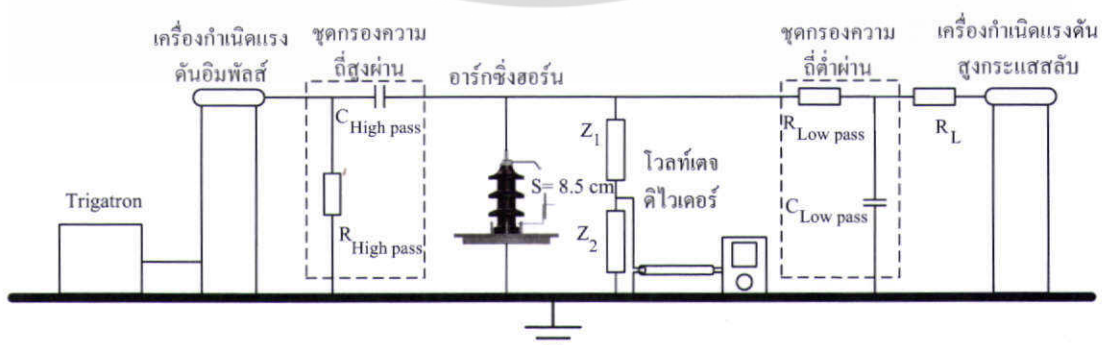 เครื่องกำเนิดแรง
ดันอิมพัลส์
ชุดกรองความ
ถี่สูงผ่าน
อาร์กซิ่งฮอร์น
ชุดกรองความ
ถี่ต่ำผ่าน
เครื่องกำเนิดแรงดัน
สูงกระแสสลับ
C High pass
R High pass
Trigatron
S= 8.5 cm
Z1
Z2
โวลท์เตจ
ดิไวเดอร์
R Low pass
C Low pass
RL